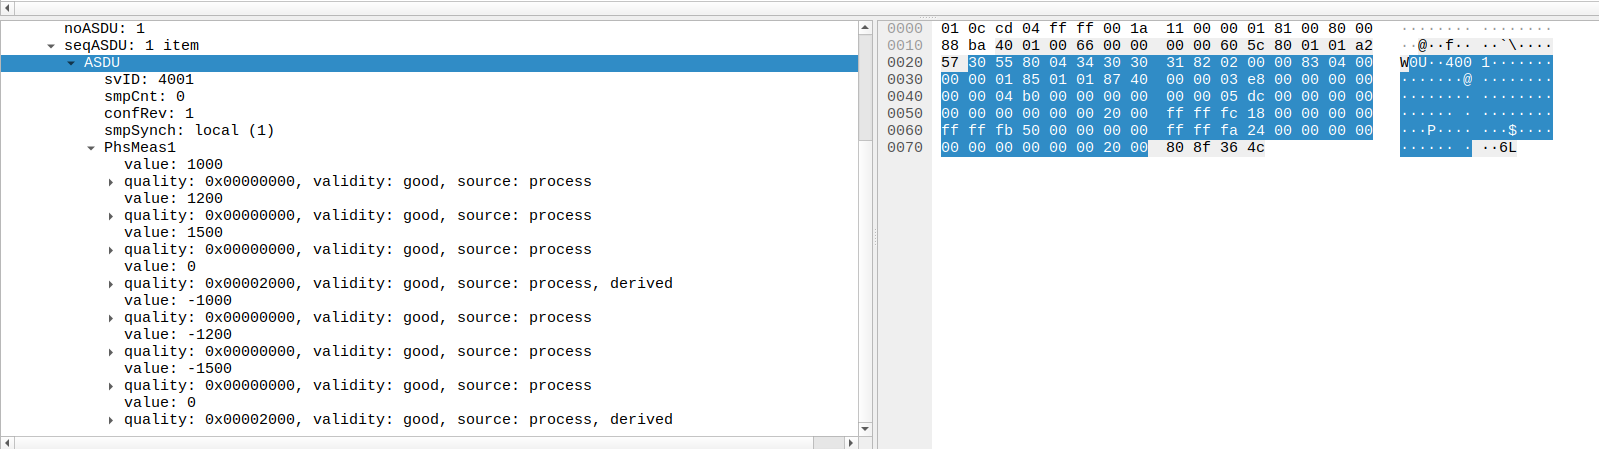 noASDU: 1
seqASDU: 1 item
ASDU
svID: 4001
smpCnt: 0
confRev: 1
smpSynch: local (1)
PhsMeas1
value: 1000
quality: 0x00000000, validity: good, source: process
value: 1200
quality: 0x00000000, validity: good, source: process
value: 1500
quality: 0x00000000, validity: good, source: process
value: 0
quality: 0x00002000, validity: good, source: process, derived
value: -1000
quality: 0x00000000, validity: good, source: process
value: -1200
quality: 0x00000000, validity: good, source: process
value: -1500
quality: 0x00000000, validity: good, source: process
value: 0
quality: 0x00002000, validity: good, source: process, derived
0000 01 0c cd 04 ff ff 00 1a 11 00 00 01 81 00 80 00 ········ ········
0010 88 ba 40 01 00 66 00 00 00 00 60 5c 80 01 01 a2 ··@··f·· ··`\····
0020 57 30 55 80 04 34 30 30 31 82 02 00 00 83 04 00 W0U··400 1·······
0030 00 00 01 85 01 01 87 40 00 00 03 e8 00 00 00 00 ·······@ ········
0040 00 00 04 b0 00 00 00 00 00 00 05 dc 00 00 00 00 ········ ········
0050 00 00 00 00 00 00 20 00 ff ff fc 18 00 00 00 00 ······ · ········
0060 ff ff fb 50 00 00 00 00 ff ff fa 24 00 00 00 00 ···P···· ···$····
0070 00 00 00 00 00 00 20 00 80 8f 36 4c ······ · ··6L